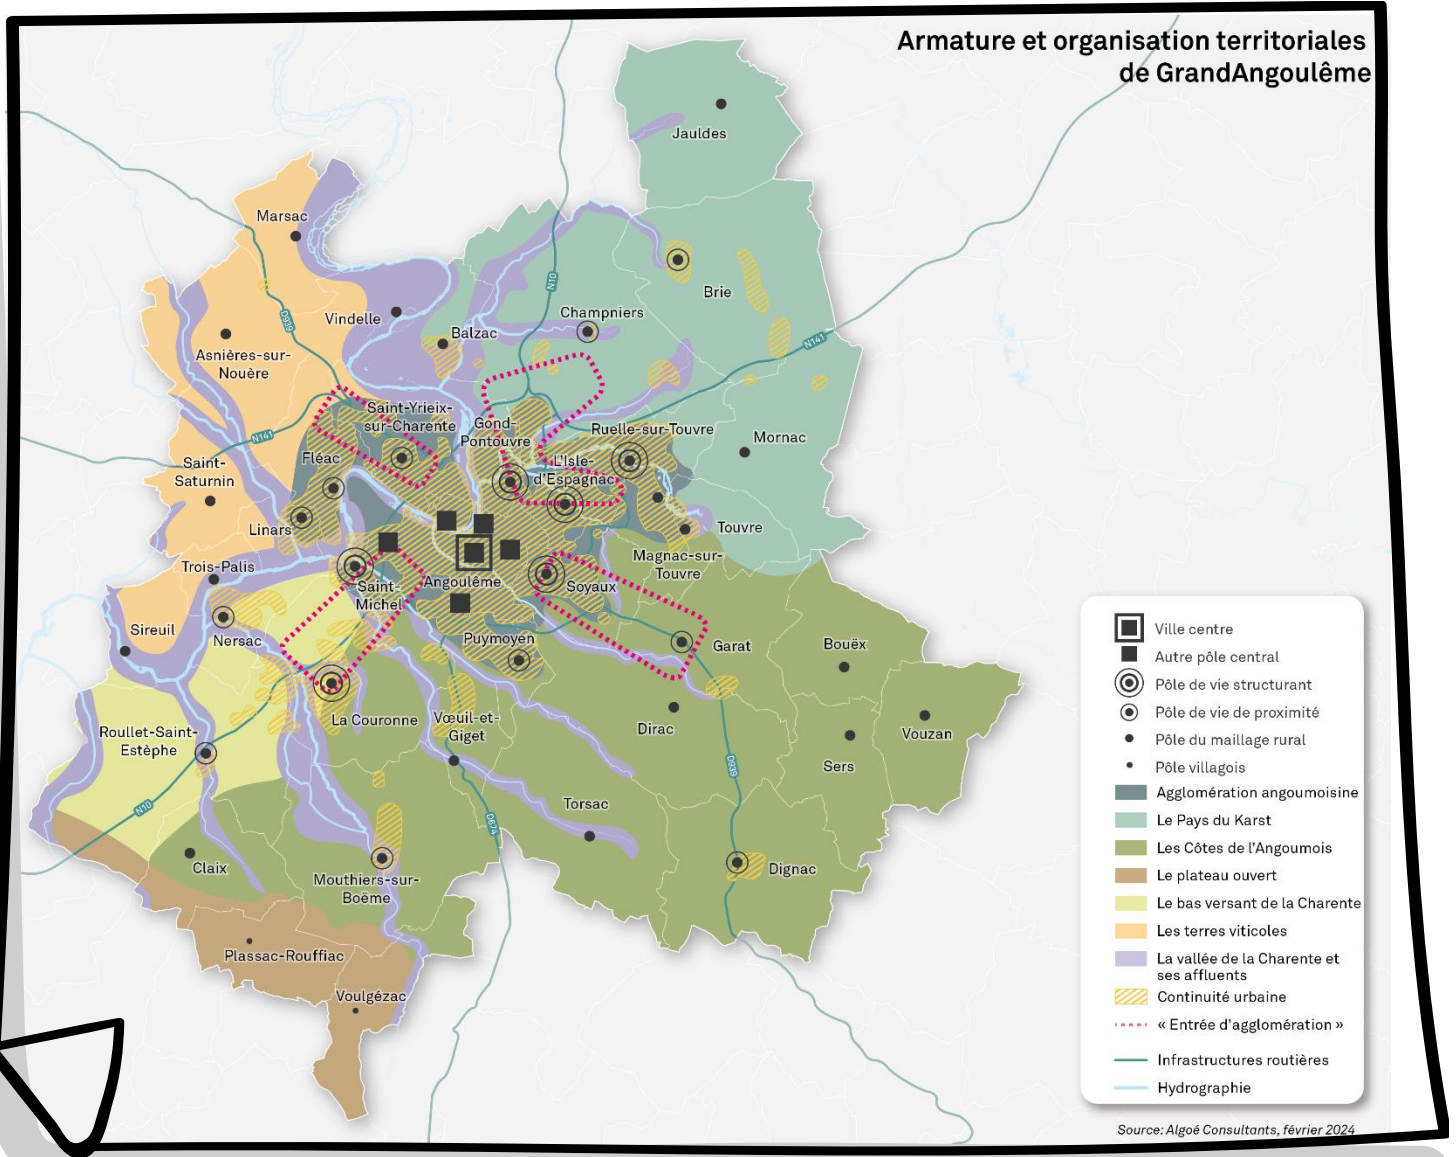 Armature et organisation territoriales
de GrandAngoulême
Jauldes
Marsac
Brie
N10
Champniers
D939
Vindelle
Balzac
N141
Asnières-sur-
Nouère
Saint-Yrieix-
sur-Charente
Gond-
Pontouvre
Ruelle-sur-Touvre
N141
Mornac
Fléac
L'Isle-
d'Espagnac
Saint-
Saturnin
Linars
Touvre
Magnac-sur-
Touvre
Trois-Palis
Angoulême
Saint-
Michel
Soyaux
Sireuil
Nersac
Puymoyen
Garat
Bouëx
La Couronne
Vœuil-et-
Giget
Dirac
Vouzan
Roullet-Saint-
Estèphe
D939
Sers
N10
Torsac
D674
Claix
Mouthiers-sur-
Boëme
Dignac
Plassac-Rouffiac
Voulgézac
Ville centre
Autre pôle central
Pôle de vie structurant
Pôle de vie de proximité
Pôle du maillage rural
Pôle villagois
Agglomération angoumoisine
Le Pays du Karst
Les Côtes de l'Angoumois
Le plateau ouvert
Le bas versant de la Charente
Les terres viticoles
La vallée de la Charente et
ses affluents
Continuité urbaine
« Entrée d'agglomération »
Infrastructures routières
Hydrographie
Source: Algoé Consultants, février 2024